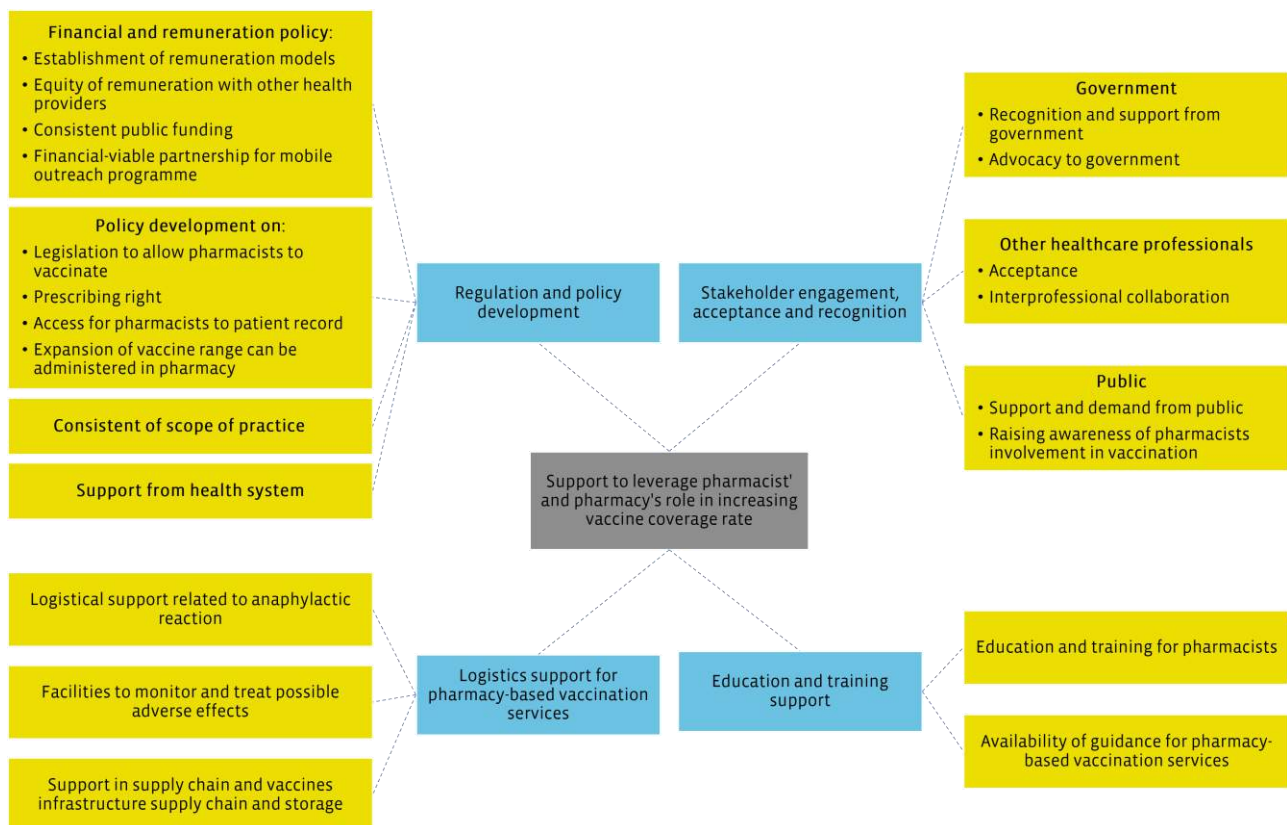 Financial and remuneration policy:
• Establishment of remuneration models
• Equity of remuneration with other health
providers
• Consistent public funding
• Financial-viable partnership for mobile
outreach programme
Policy development on:
• Legislation to allow pharmacists to
vaccinate
• Prescribing right
• Access for pharmacists to patient record
• Expansion of vaccine range can be
administered in pharmacy
Consistent of scope of practice
Support from health system
Regulation and policy
development
Stakeholder engagement,
acceptance and recognition
Government
• Recognition and support from
government
• Advocacy to government
Other healthcare professionals
• Acceptance
• Interprofessional collaboration
Public
• Support and demand from public
• Raising awareness of pharmacists
involvement in vaccination
Support to leverage pharmacist'
and pharmacy's role in increasing
vaccine coverage rate
Logistical support related to anaphylactic
reaction
Facilities to monitor and treat possible
adverse effects
Support in supply chain and vaccines
infrastructure supply chain and storage
Logistics support for
pharmacy-based vaccination
services
Education and training
support
Education and training for pharmacists
Availability of guidance for pharmacy-
based vaccination services